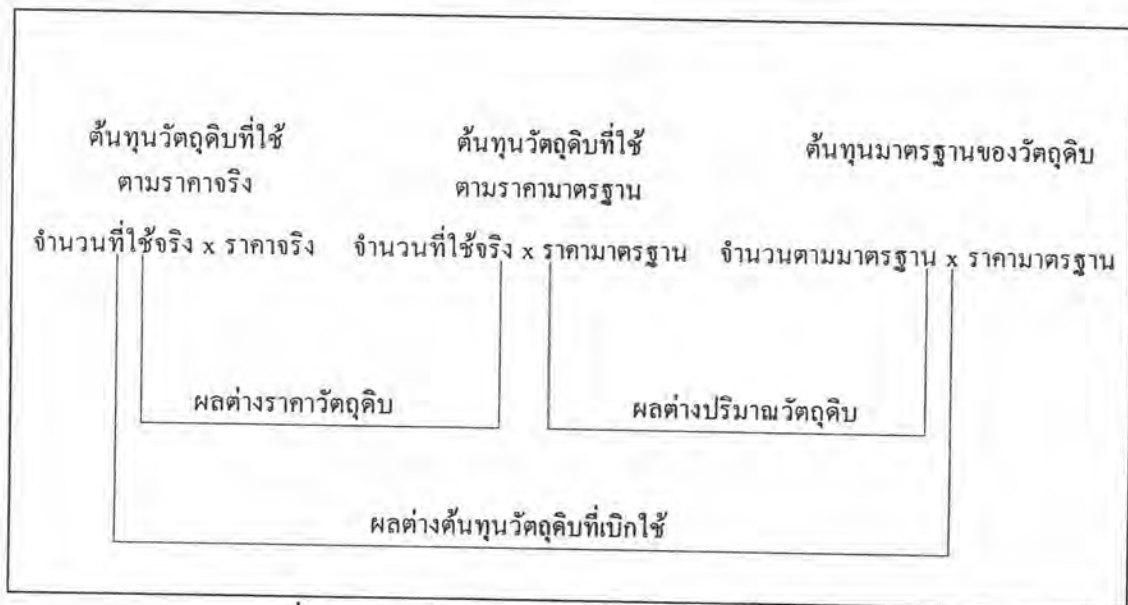 ต้นทุนวัตถุดิบที่ใช้
ตามราคาจริง
จำนวนที่ใช้จริง x ราคาจริง
ต้นทุนวัตถุดิบที่ใช้
ตามราคามาตรฐาน
จำนวนที่ใช้จริง x ราคามาตรฐาน
ต้นทุนมาตรฐานของวัตถุดิบ
จำนวนตามมาตรฐาน x ราคามาตรฐาน
ผลต่างราคาวัตถุดิบ
ผลต่างปริมาณวัตถุดิบ
ผลต่างต้นทุนวัตถุดิบที่เบิกใช้